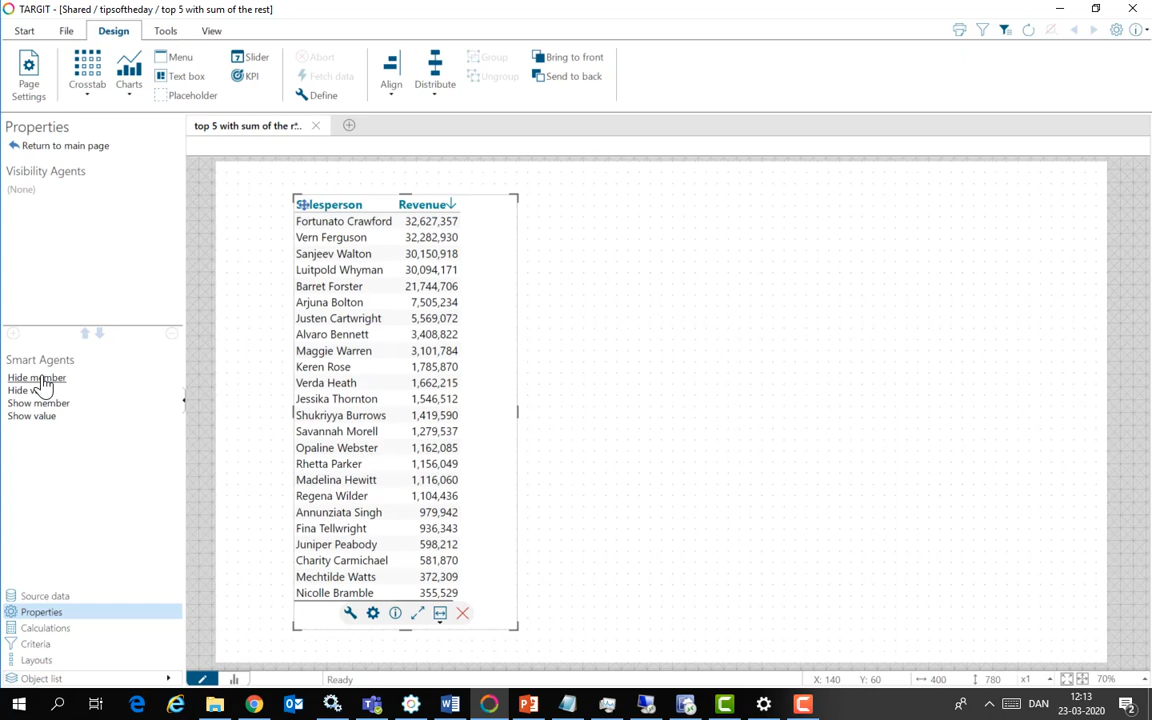 TARGIT - [Shared / tipsoftheday / top 5 with sum of the rest]
Start File Design Tools View
Page Settings
Crosstab
Charts
Menu
Text box
Placeholder
Slider
KPI
Abort
Fetch data
Define
Align
Distribute
Group
Ungroup
Bring to front
Send to back
Properties
Return to main page
Visibility Agents
(None)
Smart Agents
Hide member
Hide
Show member
Show value
Source data
Properties
Calculations
Criteria
Layouts
Object list
top 5 with sum of the r...
Salesperson Revenue
Fortunato Crawford 32,627,357
Vern Ferguson 32,282,930
Sanjeev Walton 30,150,918
Luitpold Whyman 30,094,171
Barret Forster 21,744,706
Arjuna Bolton 7,505,234
Justen Cartwright 5,569,072
Alvaro Bennett 3,408,822
Maggie Warren 3,101,784
Keren Rose 1,785,870
Verda Heath 1,662,215
Jessika Thornton 1,546,512
Shukriyya Burrows 1,419,590
Savannah Morell 1,279,537
Opaline Webster 1,162,085
Rhetta Parker 1,156,049
Madelina Hewitt 1,116,060
Regena Wilder 1,104,436
Annunziata Singh 979,942
Fina Tellwright 936,343
Juniper Peabody 598,212
Charity Carmichael 581,870
Mechtilde Watts 372,309
Nicolle Bramble 355,529
Ready X: 140 Y: 60 400 780 x1 70%
DAN 12:13
23-03-2020 2